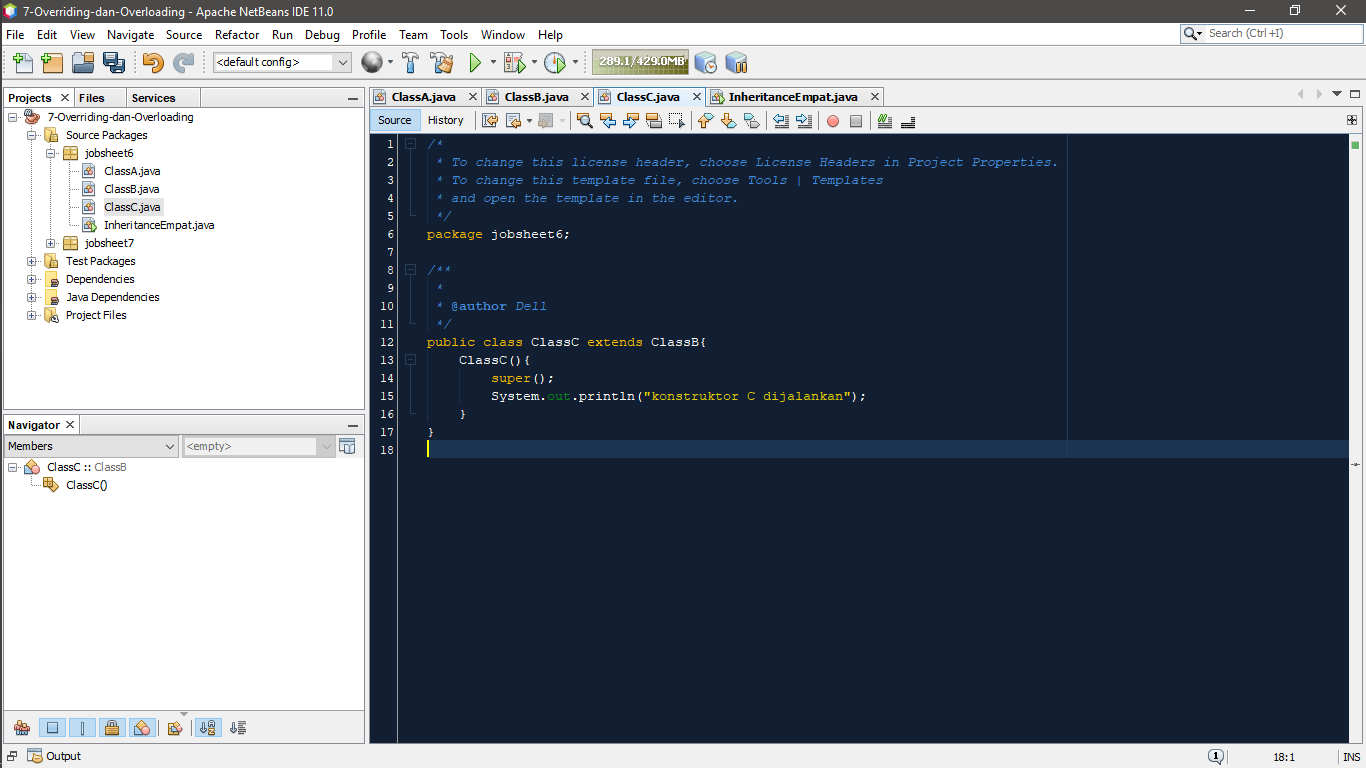 7-Overriding-dan-Overloading - Apache NetBeans IDE 11.0
File Edit View Navigate Source Refactor Run Debug Profile Team Tools Window Help
Search (Ctrl+I)
<default config>
289.1/429.0MB
Projects Files Services
7-Overriding-dan-Overloading
Source Packages
jobsheet6
ClassA.java
ClassB.java
ClassC.java
InheritanceEmpat.java
jobsheet7
Test Packages
Dependencies
Java Dependencies
Project Files
Navigator
Members
<empty>
ClassC :: ClassB
ClassC()
ClassA.java ClassB.java ClassC.java InheritanceEmpat.java
Source History
1 /*
2 * To change this license header, choose License Headers in Project Properties.
3 * To change this template file, choose Tools | Templates
4 * and open the template in the editor.
5 */
6 package jobsheet6;
7
8 /**
9 *
10 * @author Dell
11 */
12 public class ClassC extends ClassB{
13 ClassC(){
14 super();
15 System.out.println("konstruktor C dijalankan");
16 }
17 }
18
Output
1
18:1
INS